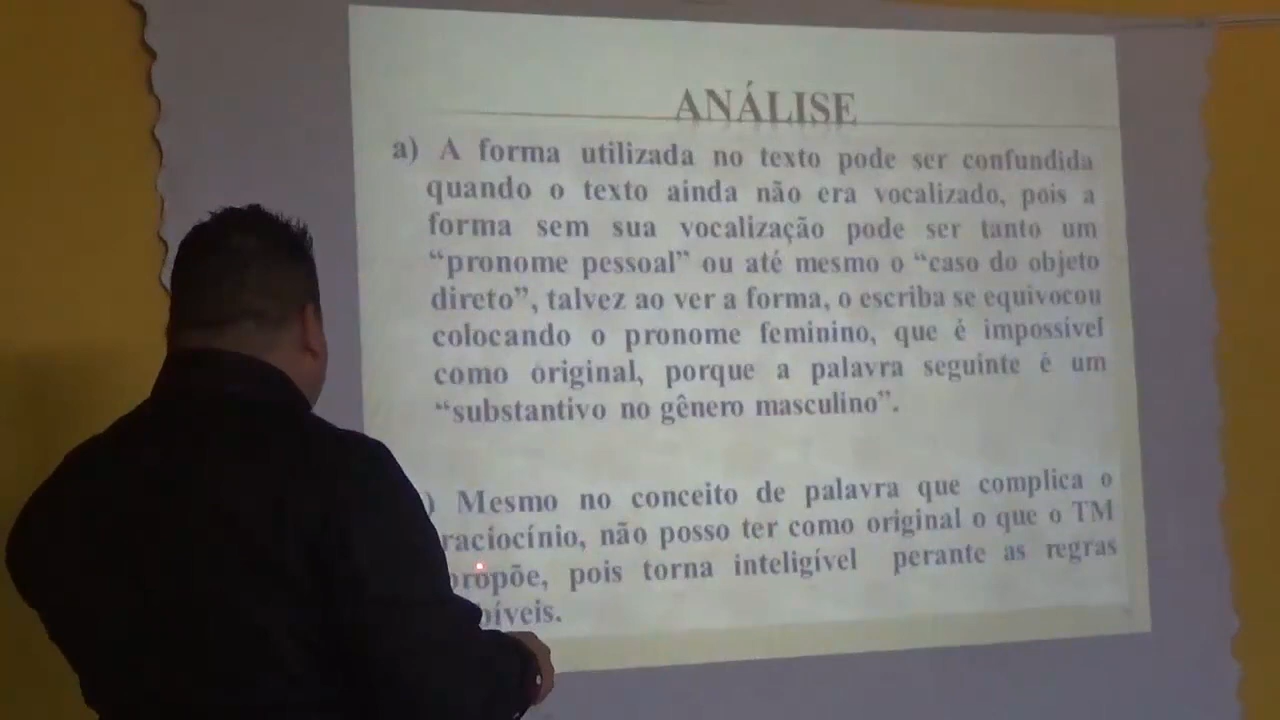 ANÁLISE
a) A forma utilizada no texto pode ser confundida
quando o texto ainda não era vocalizado, pois a
forma sem sua vocalização pode ser tanto um
“pronome pessoal” ou até mesmo o “caso do objeto
direto”, talvez ao ver a forma, o escriba se equivocou
colocando o pronome feminino, que é impossível
como original, porque a palavra seguinte é um
“substantivo no gênero masculino”.
) Mesmo no conceito de palavra que complica o
raciocínio, não posso ter como original o que o TM
propõe, pois torna inteligível perante as regras